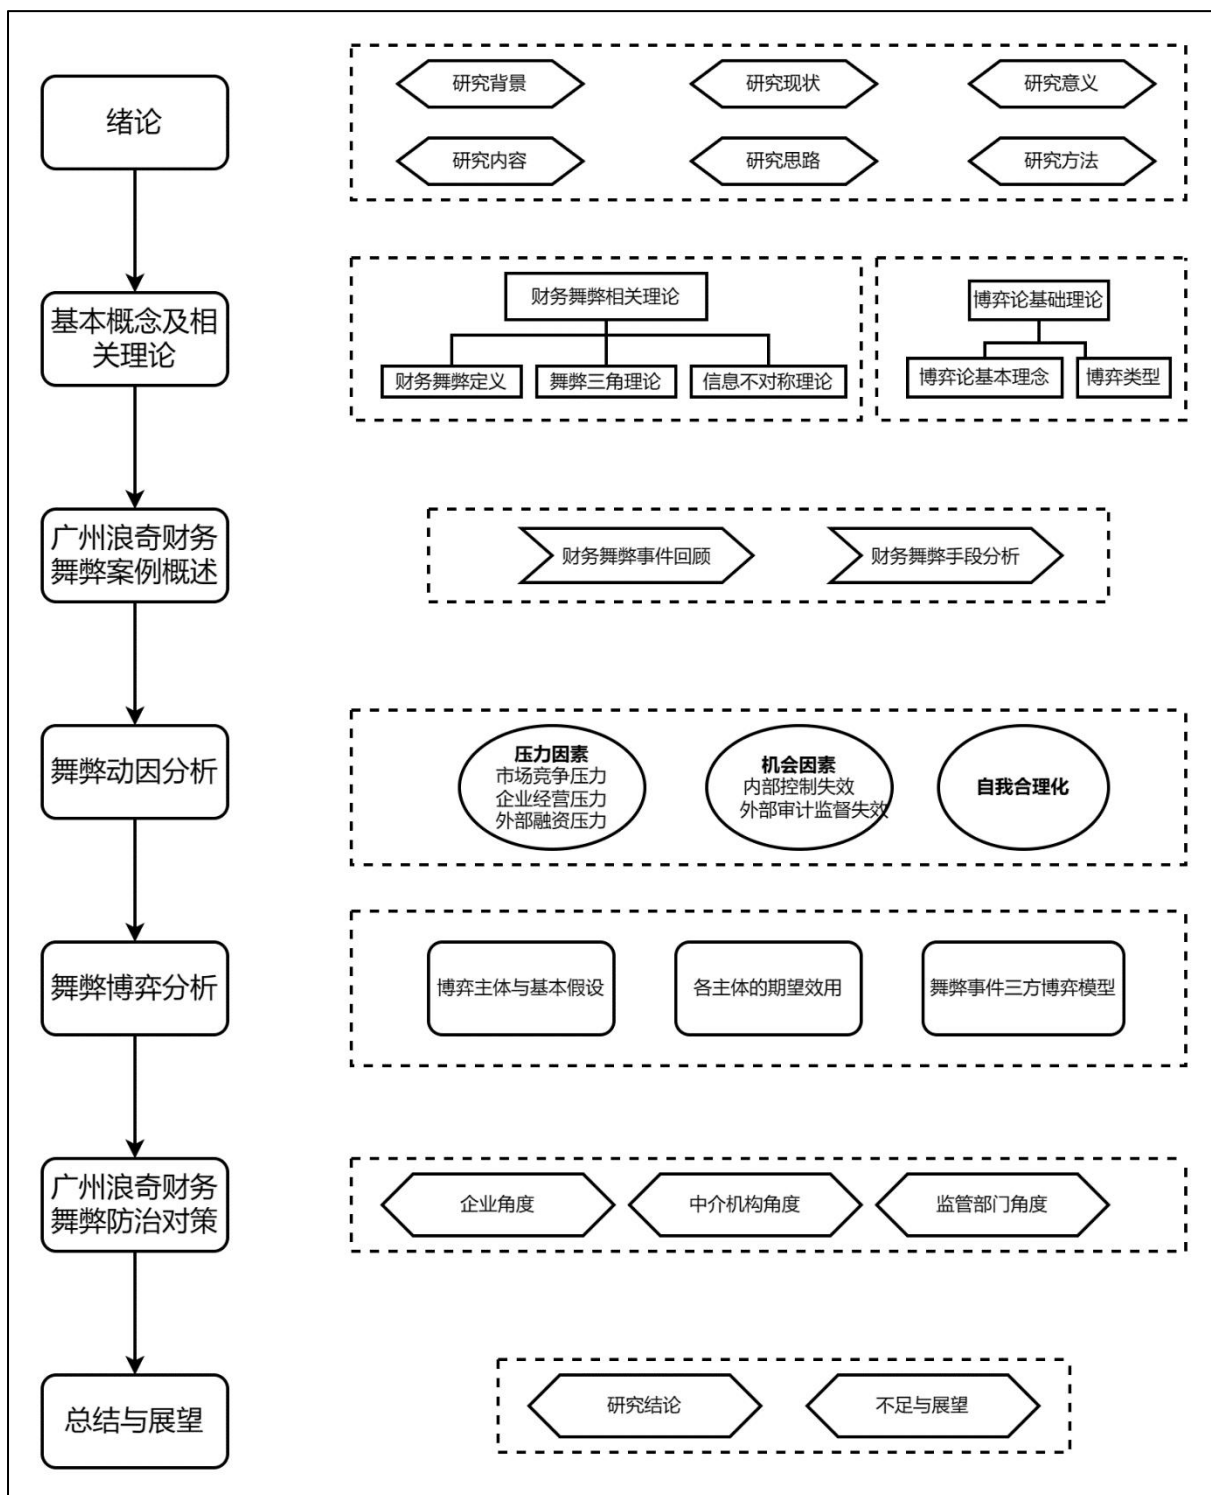 绪论
研究背景
研究现状
研究意义
研究内容
研究思路
研究方法
基本概念及相
关理论
财务舞弊相关理论
财务舞弊定义
舞弊三角理论
信息不对称理论
博弈论基础理论
博弈论基本理念
博弈类型
广州浪奇财务
舞弊案例概述
财务舞弊事件回顾
财务舞弊手段分析
舞弊动因分析
压力因素
市场竞争压力
企业经营压力
外部融资压力
机会因素
内部控制失效
外部审计监督失效
自我合理化
舞弊博弈分析
博弈主体与基本假设
各主体的期望效用
舞弊事件三方博弈模型
广州浪奇财务
舞弊防治对策
企业角度
中介机构角度
监管部门角度
总结与展望
研究结论
不足与展望